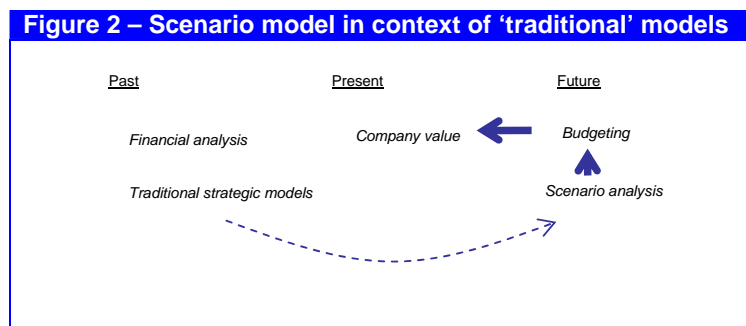 Figure 2 – Scenario model in context of ‘traditional’ models
Past Present Future
Financial analysis Company value Budgeting
Traditional strategic models Scenario analysis